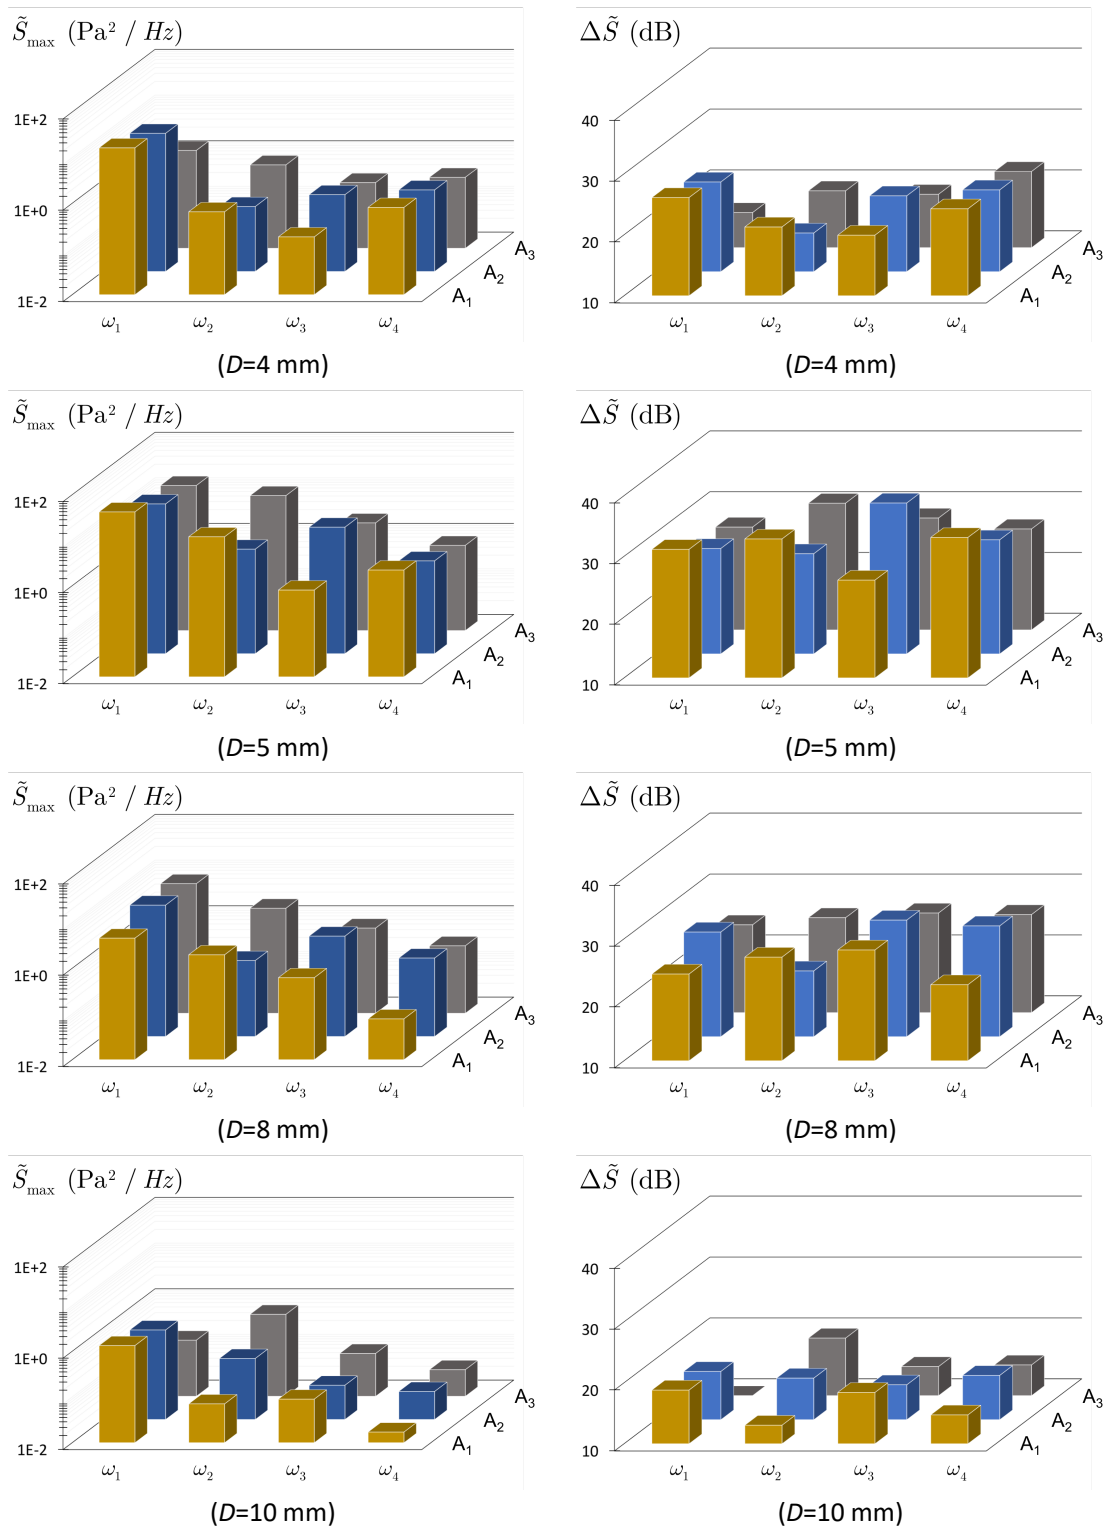 S̃max (Pa² / Hz)
1E+2
1E+0
1E-2
A3
A2
A1
ω1 ω2 ω3 ω4
(D=4 mm)
ΔS̃ (dB)
40
30
20
10
A3
A2
A1
ω1 ω2 ω3 ω4
(D=4 mm)
S̃max (Pa² / Hz)
1E+2
1E+0
1E-2
A3
A2
A1
ω1 ω2 ω3 ω4
(D=5 mm)
ΔS̃ (dB)
40
30
20
10
A3
A2
A1
ω1 ω2 ω3 ω4
(D=5 mm)
S̃max (Pa² / Hz)
1E+2
1E+0
1E-2
A3
A2
A1
ω1 ω2 ω3 ω4
(D=8 mm)
ΔS̃ (dB)
40
30
20
10
A3
A2
A1
ω1 ω2 ω3 ω4
(D=8 mm)
S̃max (Pa² / Hz)
1E+2
1E+0
1E-2
A3
A2
A1
ω1 ω2 ω3 ω4
(D=10 mm)
ΔS̃ (dB)
40
30
20
10
A3
A2
A1
ω1 ω2 ω3 ω4
(D=10 mm)